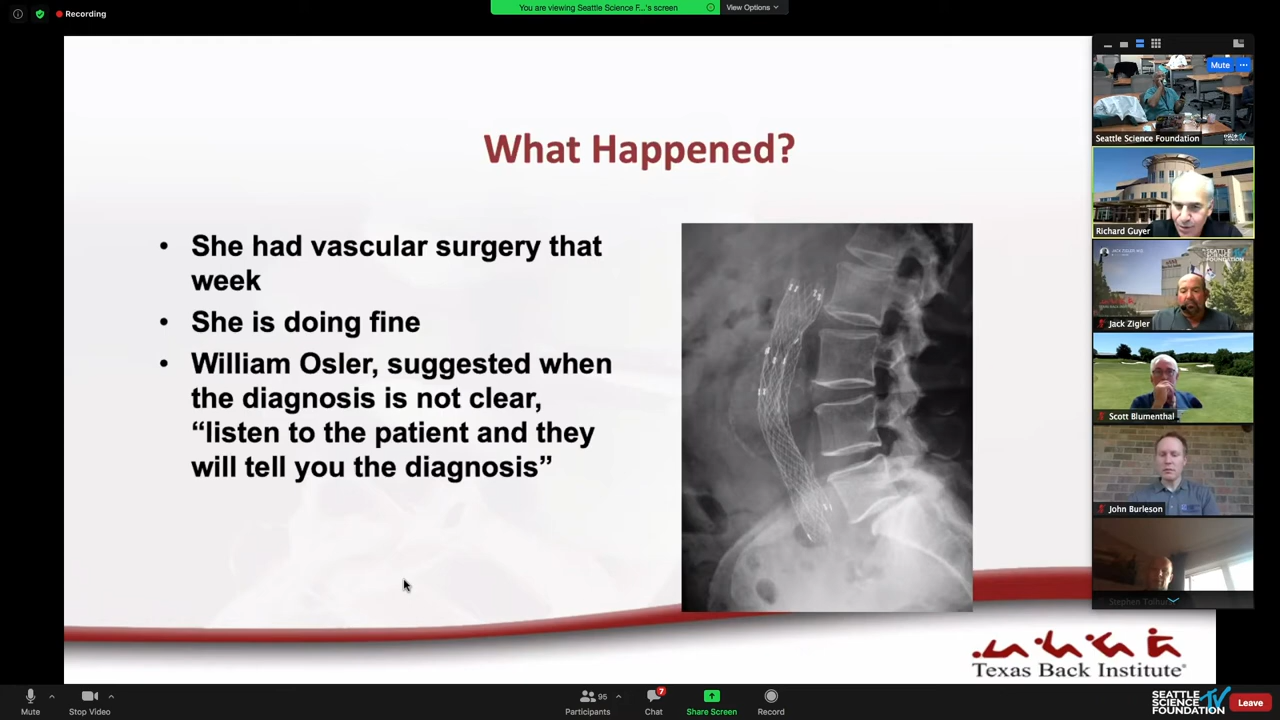 Recording
You are viewing Seattle Science F...'s screen
View Options
What Happened?
• She had vascular surgery that
week
• She is doing fine
• William Osler, suggested when
the diagnosis is not clear,
“listen to the patient and they
will tell you the diagnosis”
Texas Back Institute
Mute
Seattle Science Foundation
Richard Guyer
Jack Zigler
Scott Blumenthal
John Burleson
Stephen
Mute
Stop Video
95
Participants
7
Chat
Share Screen
Record
SEATTLE
SCIENCE
FOUNDATION
TV
Leave